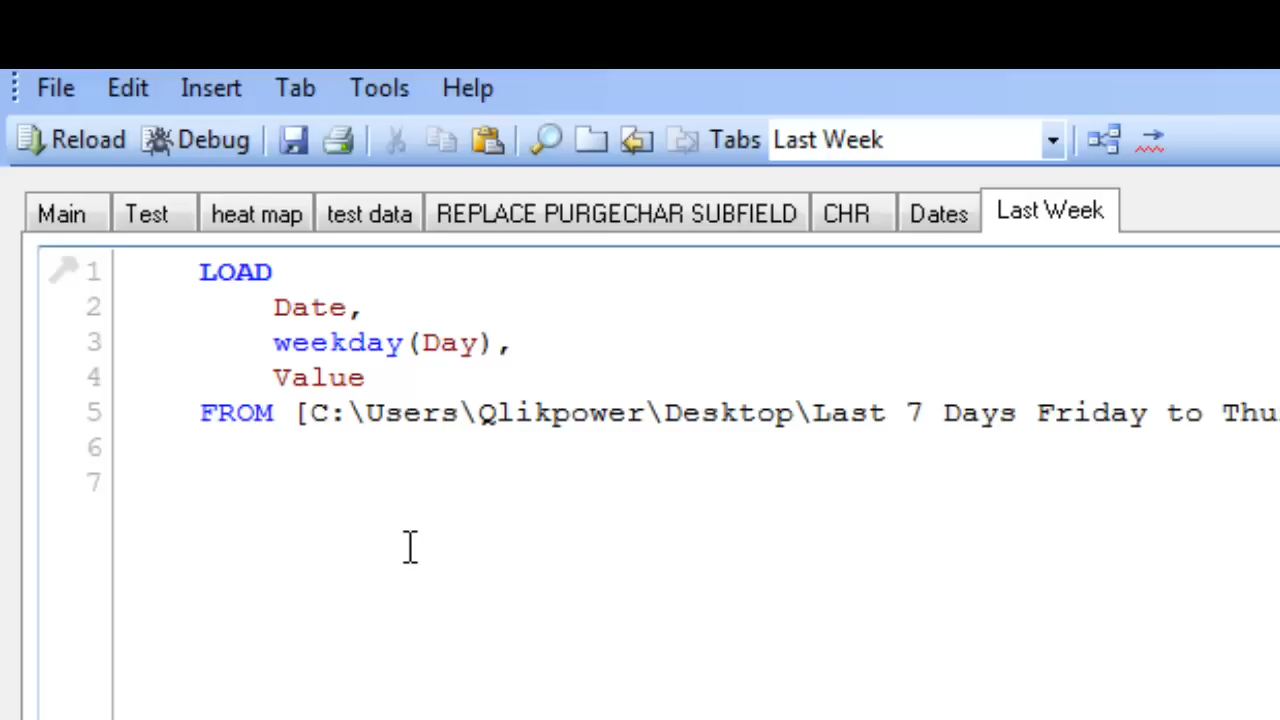 File Edit Insert Tab Tools Help
Reload Debug Tabs Last Week
Main Test heat map test data REPLACE PURGECHAR SUBFIELD CHR Dates Last Week
1 LOAD
2 Date,
3 weekday(Day),
4 Value
5 FROM [C:\Users\Qlikpower\Desktop\Last 7 Days Friday to Thu
6
7